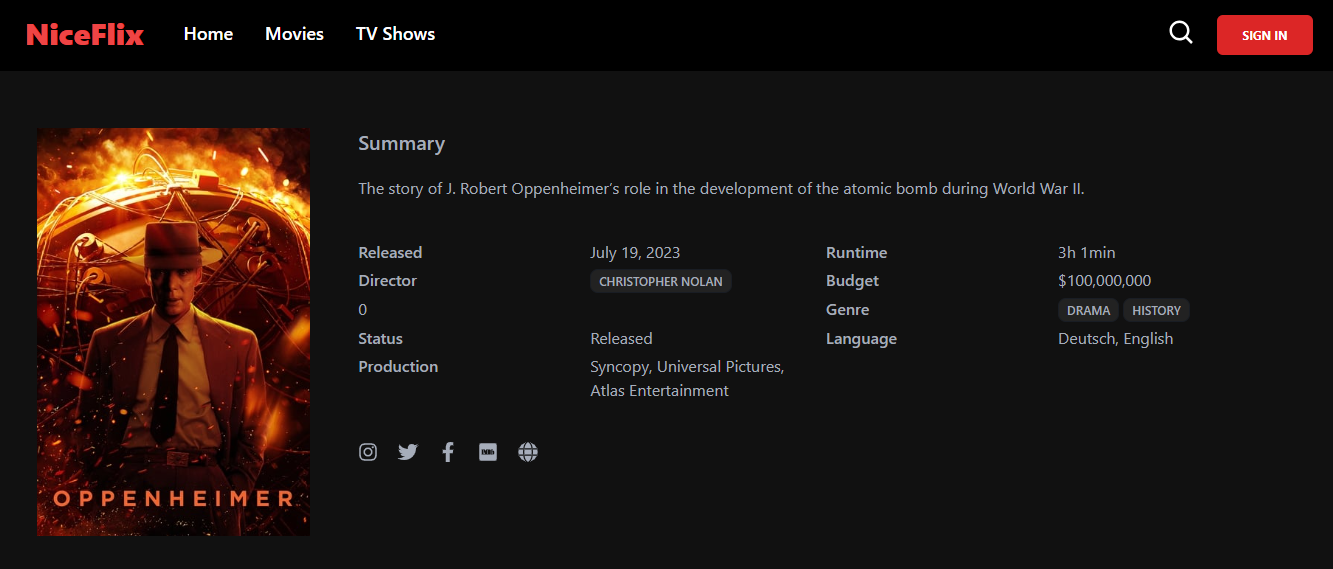 NiceFlix Home Movies TV Shows SIGN IN
Summary
The story of J. Robert Oppenheimer’s role in the development of the atomic bomb during World War II.
Released July 19, 2023 Runtime 3h 1min
Director CHRISTOPHER NOLAN Budget $100,000,000
0 Genre DRAMA HISTORY
Status Released Language Deutsch, English
Production Syncopy, Universal Pictures,
Atlas Entertainment
OPPENHEIMER